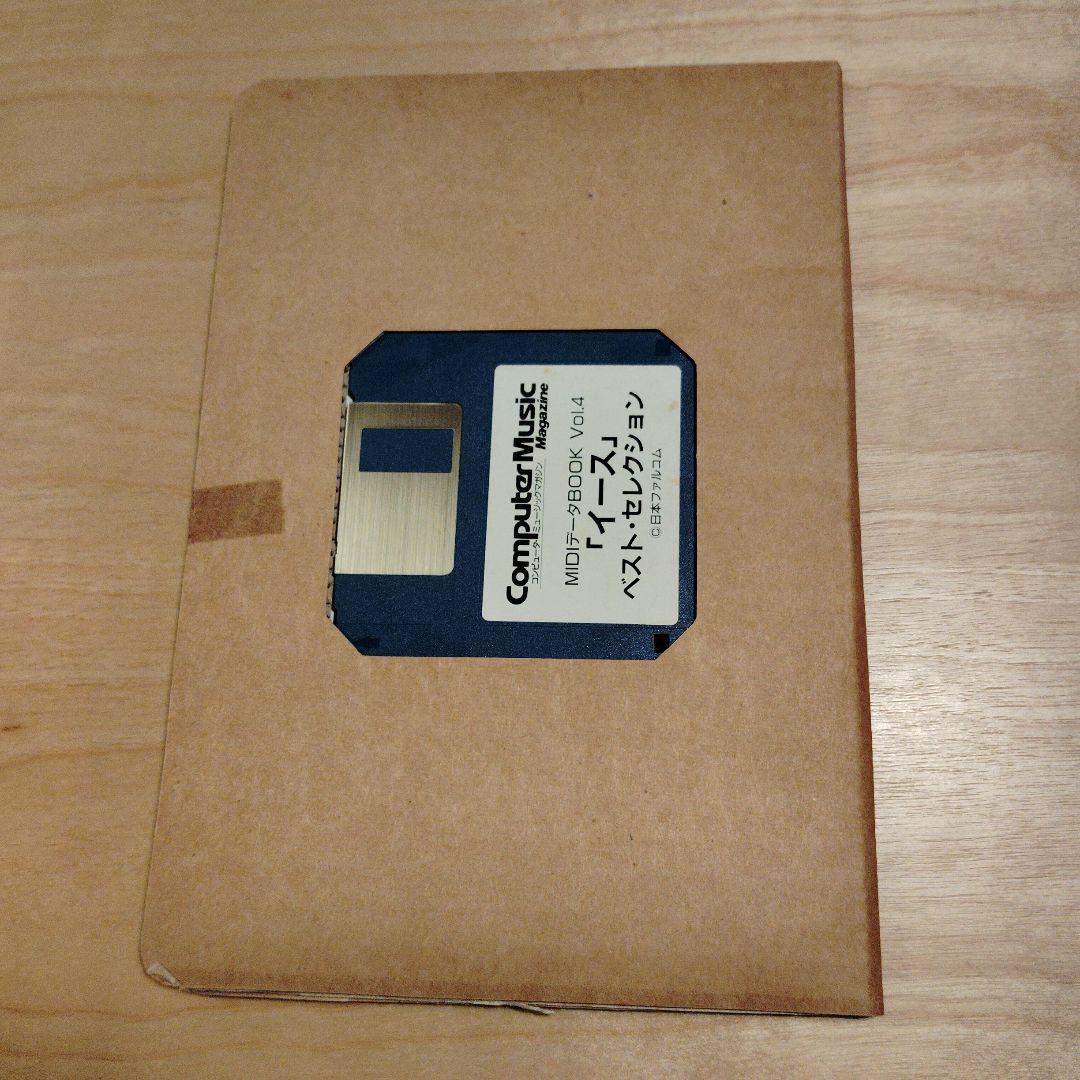 ComputerMusic
Magazine
コンピューターミュージックマガジン
MIDIデータBOOK Vol.4
「イース」
ベスト・セレクション
©日本ファルコム